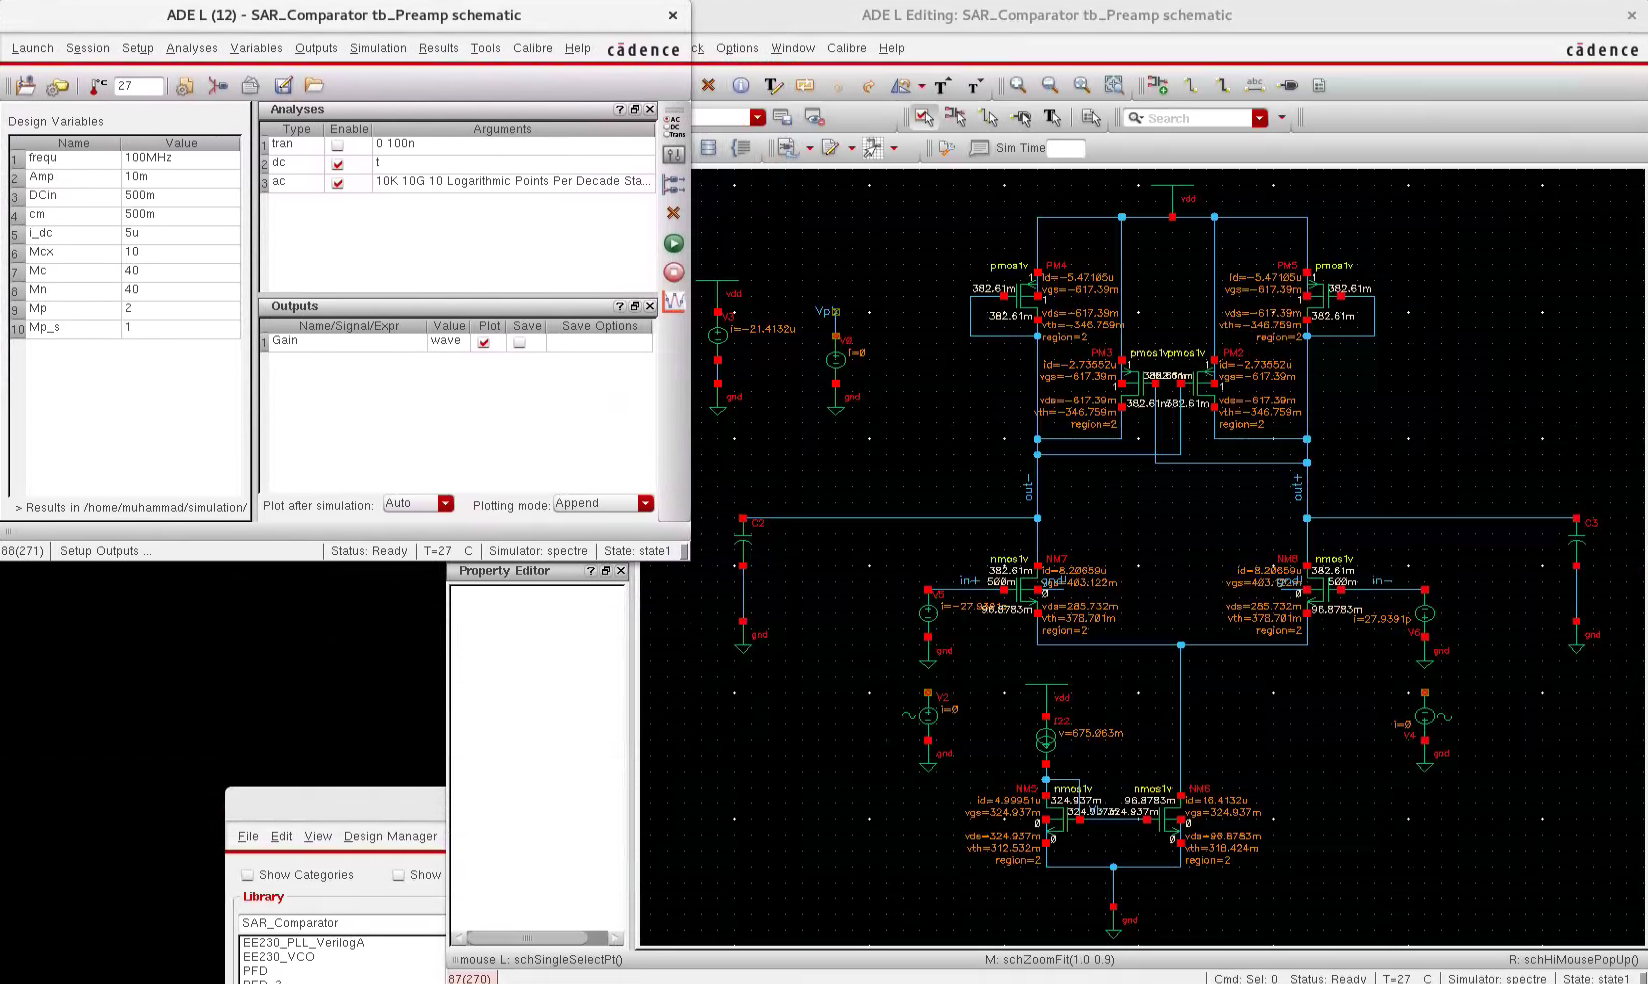 ADE L (12) - SAR_Comparator tb_Preamp schematic
Launch Session Setup Analyses Variables Outputs Simulation Results Tools Calibre Help cādence
27
Design Variables
Name Value
1 frequ 100MHz
2 Amp 10m
3 DCin 500m
4 cm 500m
5 i_dc 5u
6 Mcx 10
7 Mc 40
8 Mn 40
9 Mp 2
10 Mp_s 1
> Results in /home/muhammad/simulation/
Analyses
Type Enable Arguments
1 tran 0 100n
2 dc t
3 ac 10K 10G 10 Logarithmic Points Per Decade Sta...
AC
DC
Trans
Outputs
Name/Signal/Expr Value Plot Save Save Options
1 Gain wave
Plot after simulation: Auto Plotting mode: Append
88(271) Setup Outputs ... Status: Ready T=27 C Simulator: spectre State: state1
ADE L Editing: SAR_Comparator tb_Preamp schematic
ck Options Window Calibre Help cādence
Search
Sim Time
vdd
pmos1v PM4
id=-5.47105u
vgs=-617.39m
382.61m
1
382.61m
vds=-617.39m
vth=-346.759m
region=2
PM5 pmos1v
id=-5.47105u
vgs=-617.39m
382.61m
vds=-617.39m
vth=-346.759m
region=2
vdd
i=-21.4132u
gnd
Vp
i=0
gnd
PM3 pmos1v
id=-2.73552u
vgs=-617.39m
vds=-617.39m
vth=-346.759m
region=2
pmos1v PM2
id=-2.73552u
vgs=-617.39m
vds=-617.39m
vth=-346.759m
region=2
out-
out+
C2
gnd
C3
gnd
nmos1v NM7
382.61m
id=8.20659u
vgs=403.122m
in+
500m
96.8783m
vds=285.732m
vth=378.701m
region=2
NM8 nmos1v
382.61m
id=8.20659u
in-
500m
96.8783m
vds=285.732m
vth=378.701m
region=2
V5
gnd
V6
i=27.9391p
gnd
V2
i=0
gnd
i=0
V4
gnd
vdd
I22
v=675.063m
NM5 nmos1v
id=4.99951u
vgs=324.937m
324.937m
vds=324.937m
vth=312.532m
region=2
nmos1v NM6
96.8783m
id=16.4132u
vgs=324.937m
vds=96.8783m
vth=318.424m
region=2
gnd
Property Editor
File Edit View Design Manager
Show Categories Show
Library
SAR_Comparator
EE230_PLL_VerilogA
EE230_VCO
PFD
mouse L: schSingleSelectPt() M: schZoomFit(1.0 0.9) R: schHiMousePopUp()
87(270) Cmd: Sel: 0 Status: Ready T=27 C Simulator: spectre State: state1